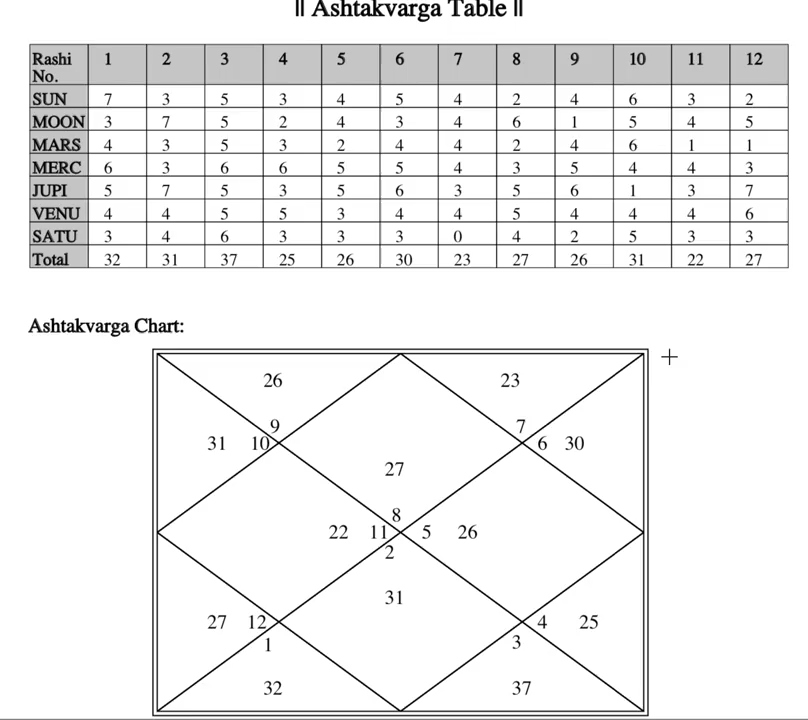 ॥ Ashtakvarga Table ॥
Rashi No. 1 2 3 4 5 6 7 8 9 10 11 12
SUN 7 3 5 3 4 5 4 2 4 6 3 2
MOON 3 7 5 2 4 3 4 6 1 5 4 5
MARS 4 3 5 3 2 4 4 2 4 6 1 1
MERC 6 3 6 6 5 5 4 3 5 4 4 3
JUPI 5 7 5 3 5 6 3 5 6 1 3 7
VENU 4 4 5 5 3 4 4 5 4 4 4 6
SATU 3 4 6 3 3 3 0 4 2 5 3 3
Total 32 31 37 25 26 30 23 27 26 31 22 27
Ashtakvarga Chart:
26 23
9 7
31 10 6 30
27
8
22 11 5 26
2
31
27 12 4 25
1 3
32 37